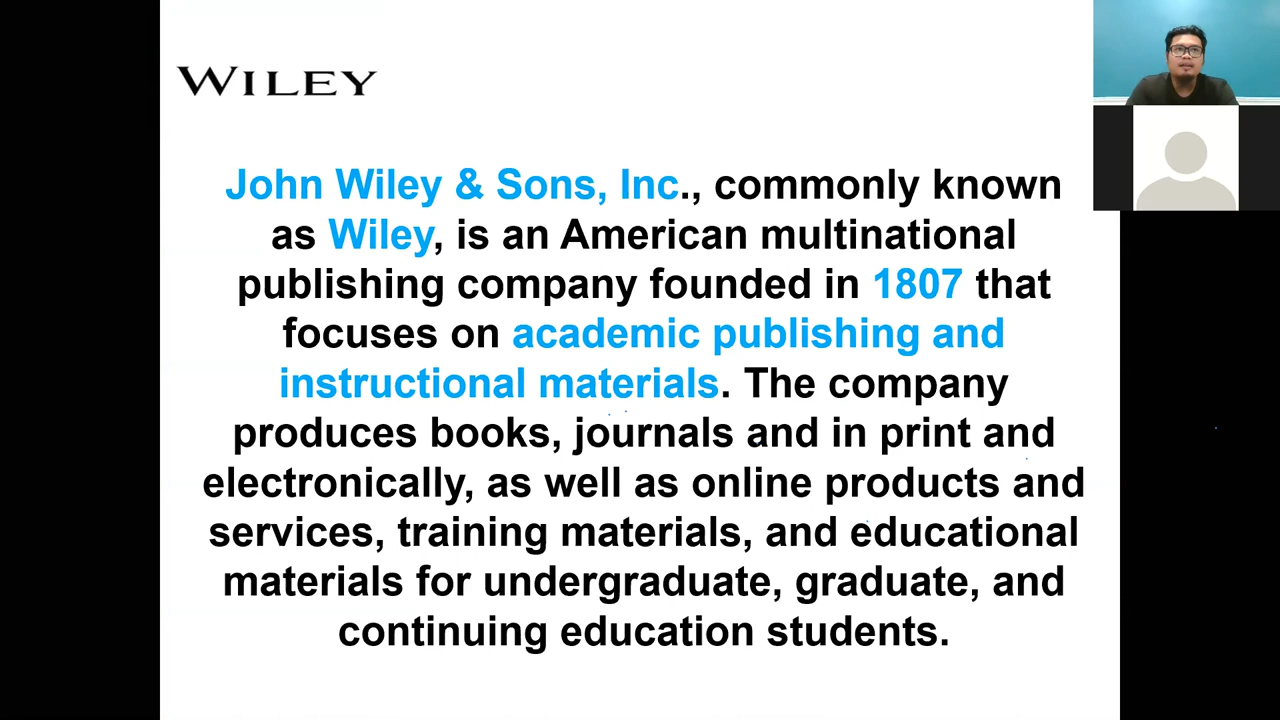 WILEY
John Wiley & Sons, Inc., commonly known
as Wiley, is an American multinational
publishing company founded in 1807 that
focuses on academic publishing and
instructional materials. The company
produces books, journals and in print and
electronically, as well as online products and
services, training materials, and educational
materials for undergraduate, graduate, and
continuing education students.